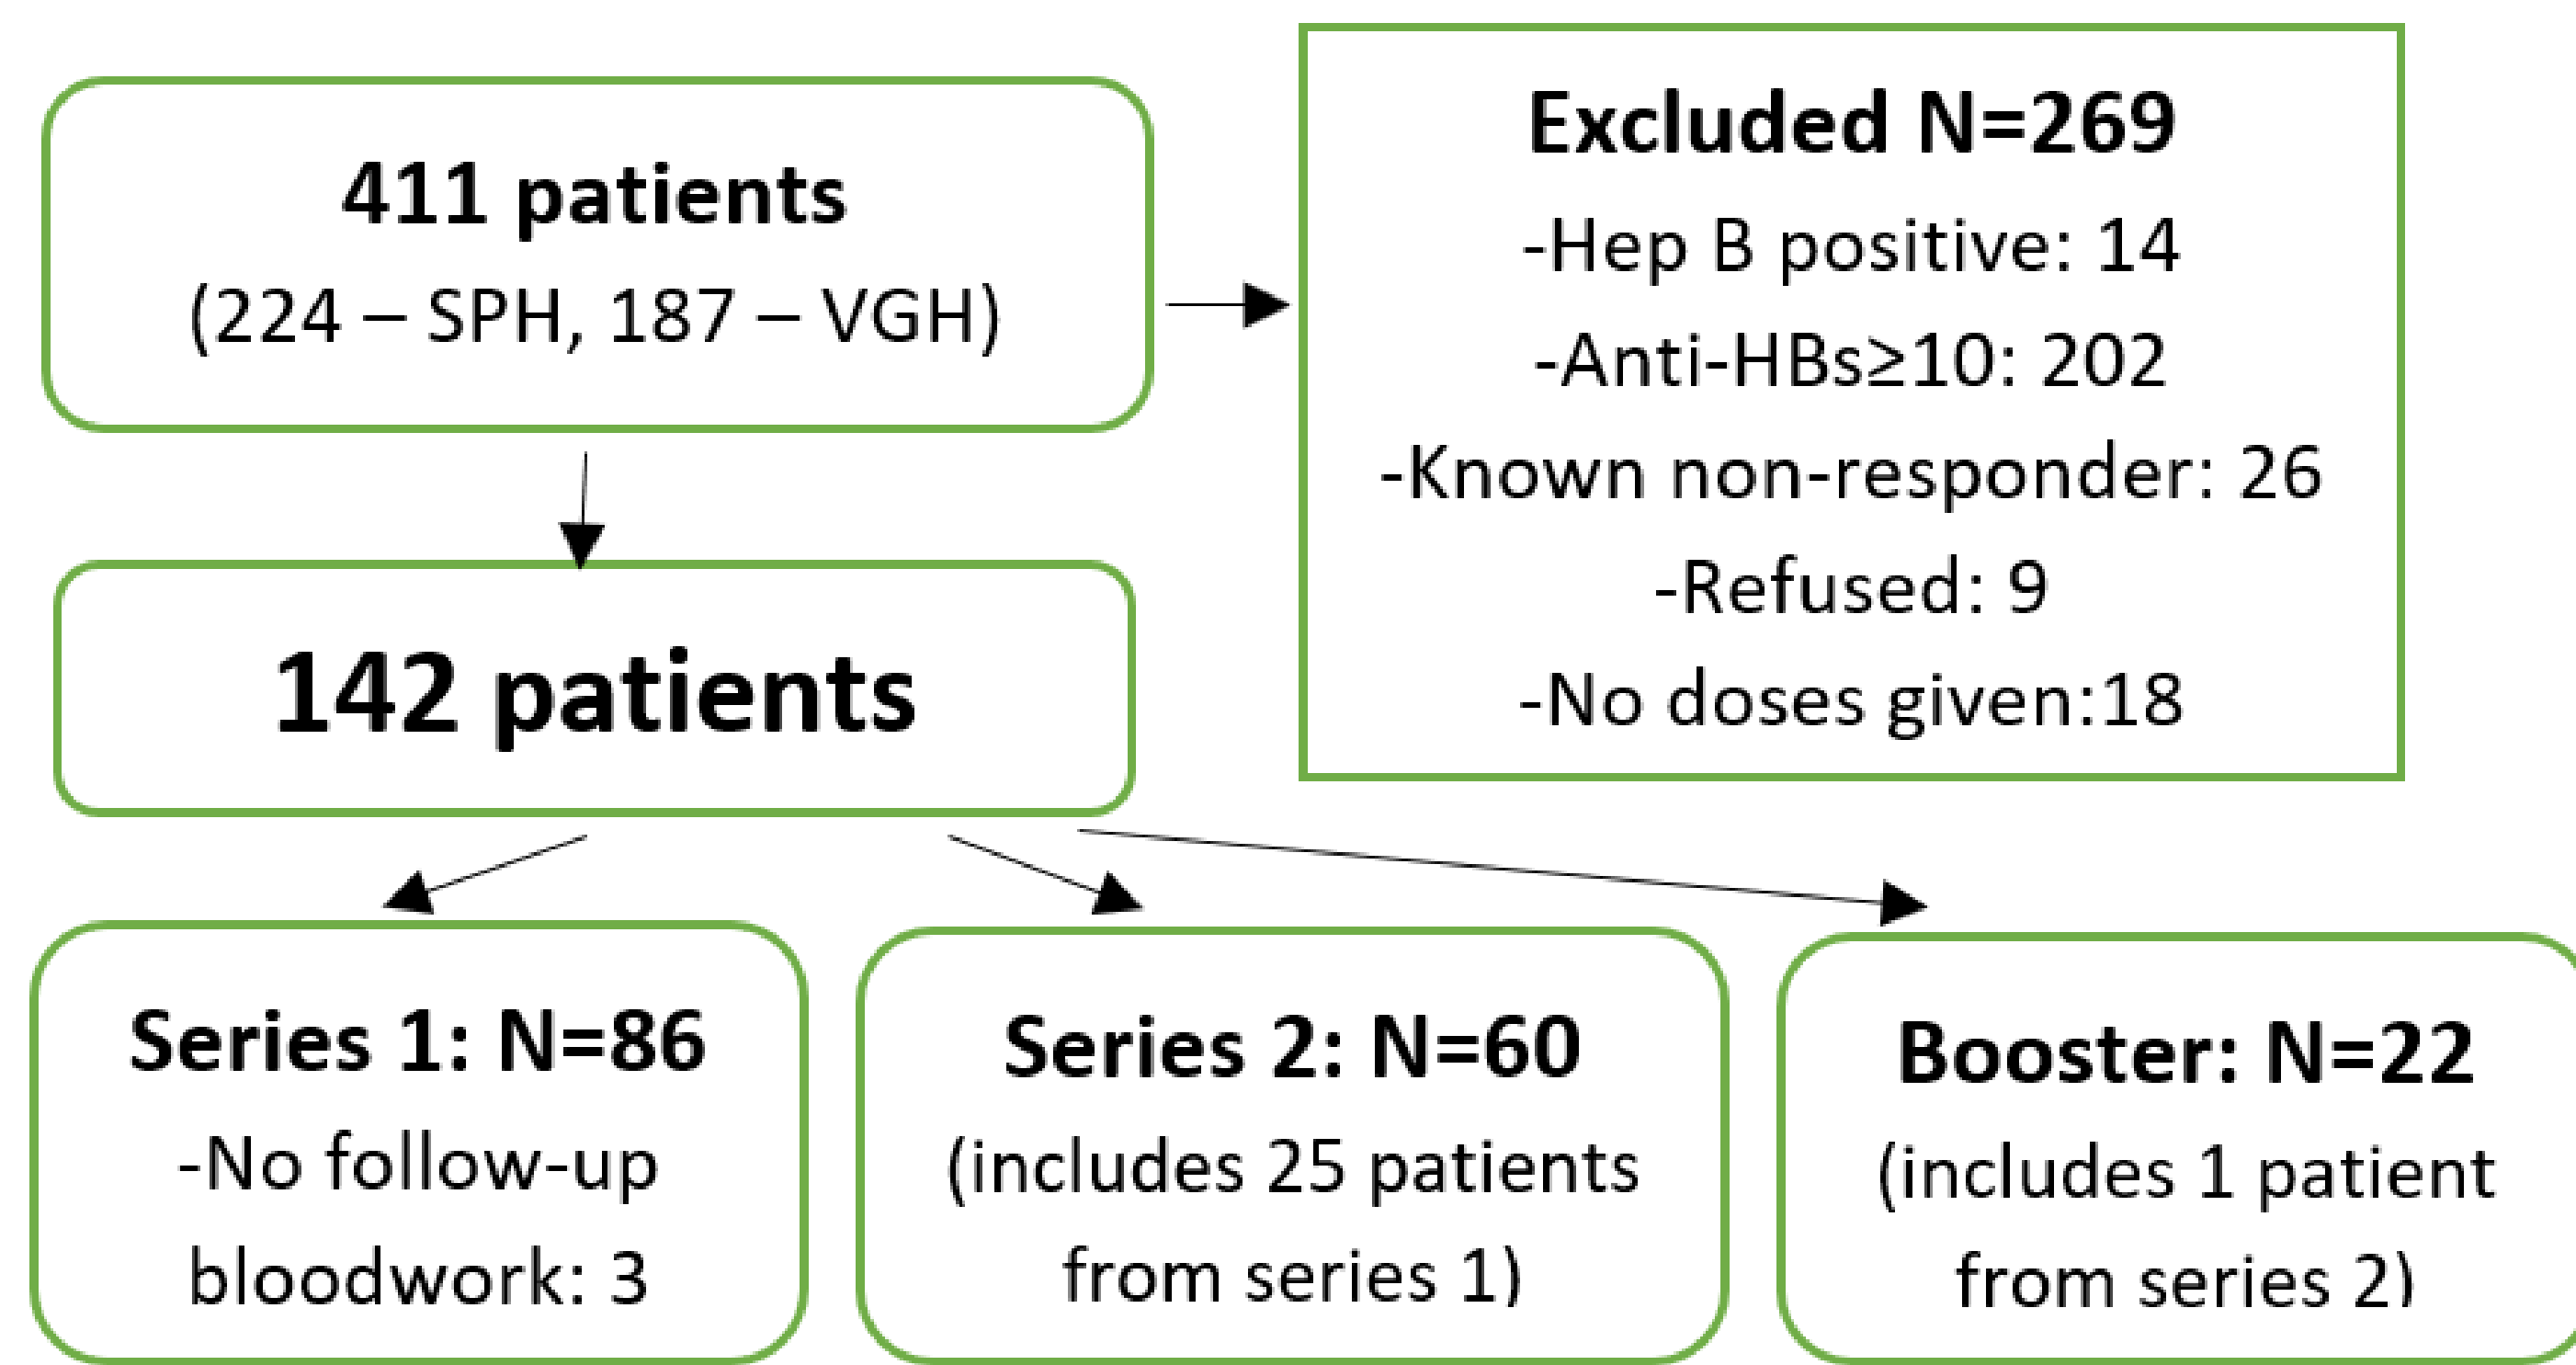 411 patients
(224 – SPH, 187 – VGH)
Excluded N=269
-Hep B positive: 14
-Anti-HBs≥10: 202
-Known non-responder: 26
-Refused: 9
-No doses given:18
142 patients
Series 1: N=86
-No follow-up
bloodwork: 3
Series 2: N=60
(includes 25 patients
from series 1)
Booster: N=22
(includes 1 patient
from series 2)